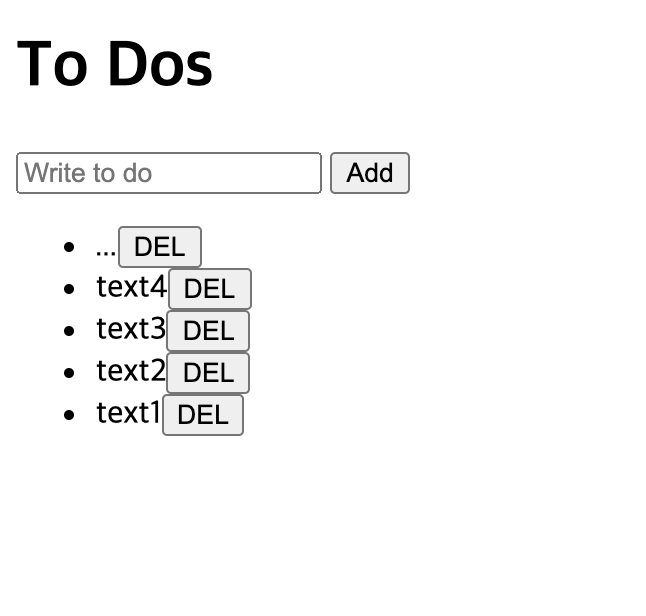 To Dos
Write to do Add
... DEL
text4 DEL
text3 DEL
text2 DEL
text1 DEL